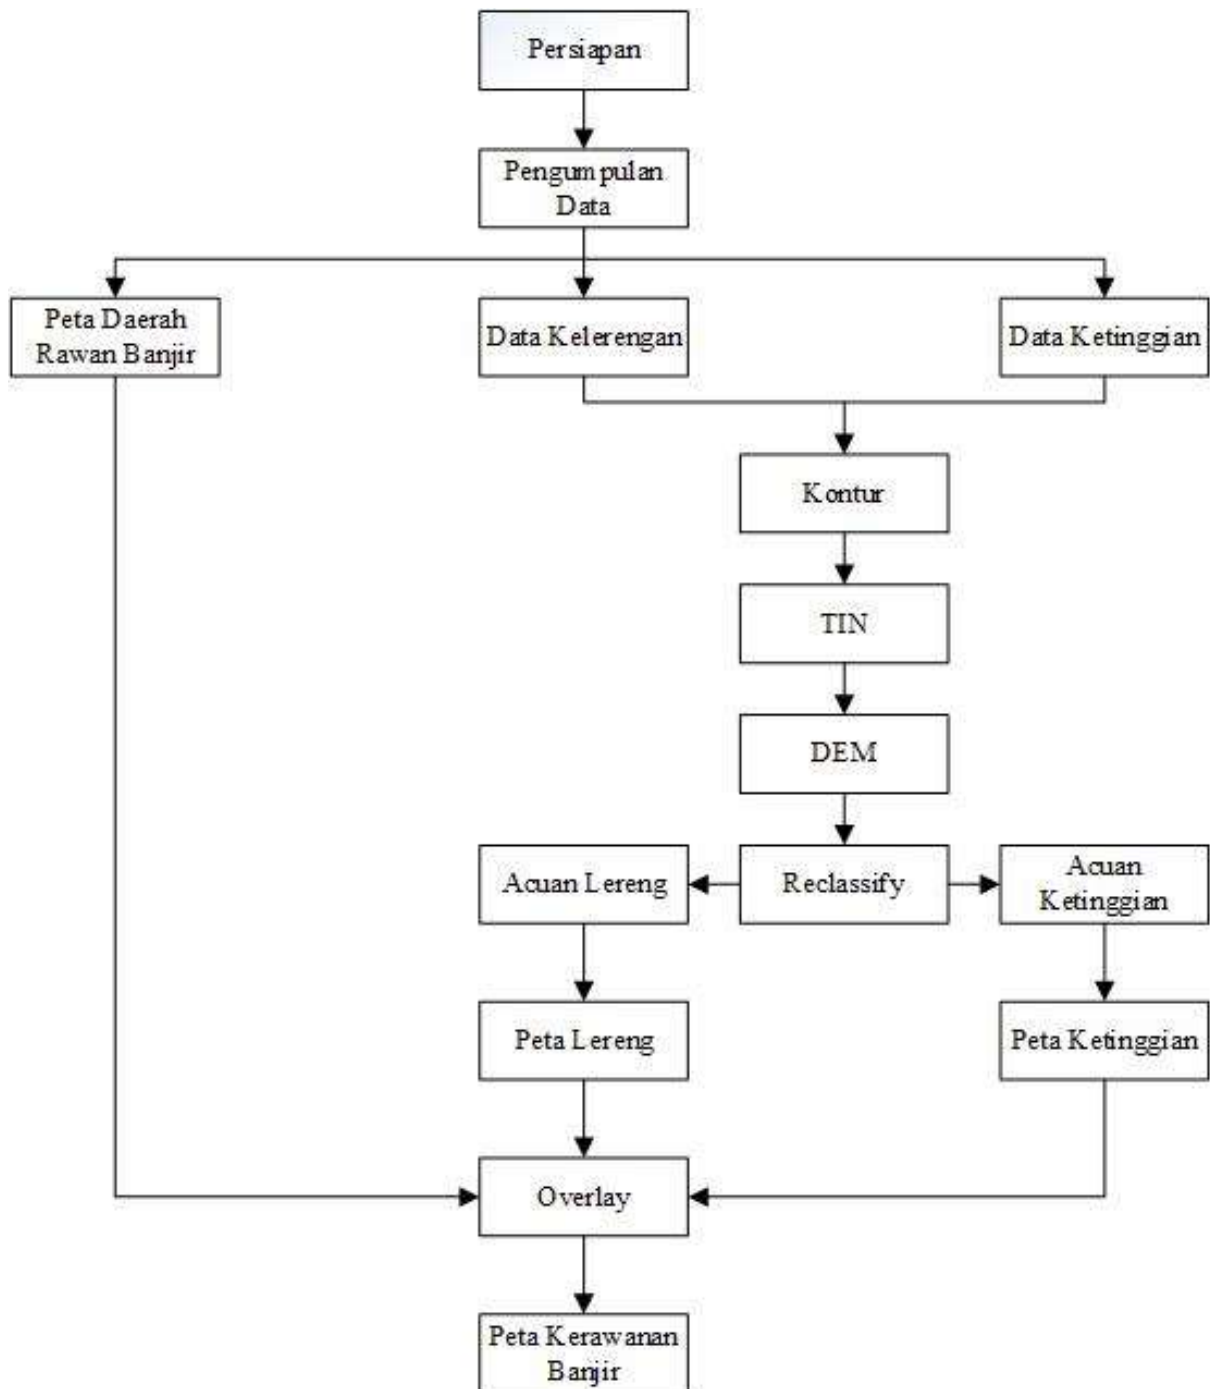 Persiapan
Pengumpulan
Data
Peta Daerah
Rawan Banjir
Data Kelerengan
Data Ketinggian
Kontur
TIN
DEM
Acuan Lereng
Reclassify
Acuan
Ketinggian
Peta Lereng
Peta Ketinggian
Overlay
Peta Kerawanan
Banjir